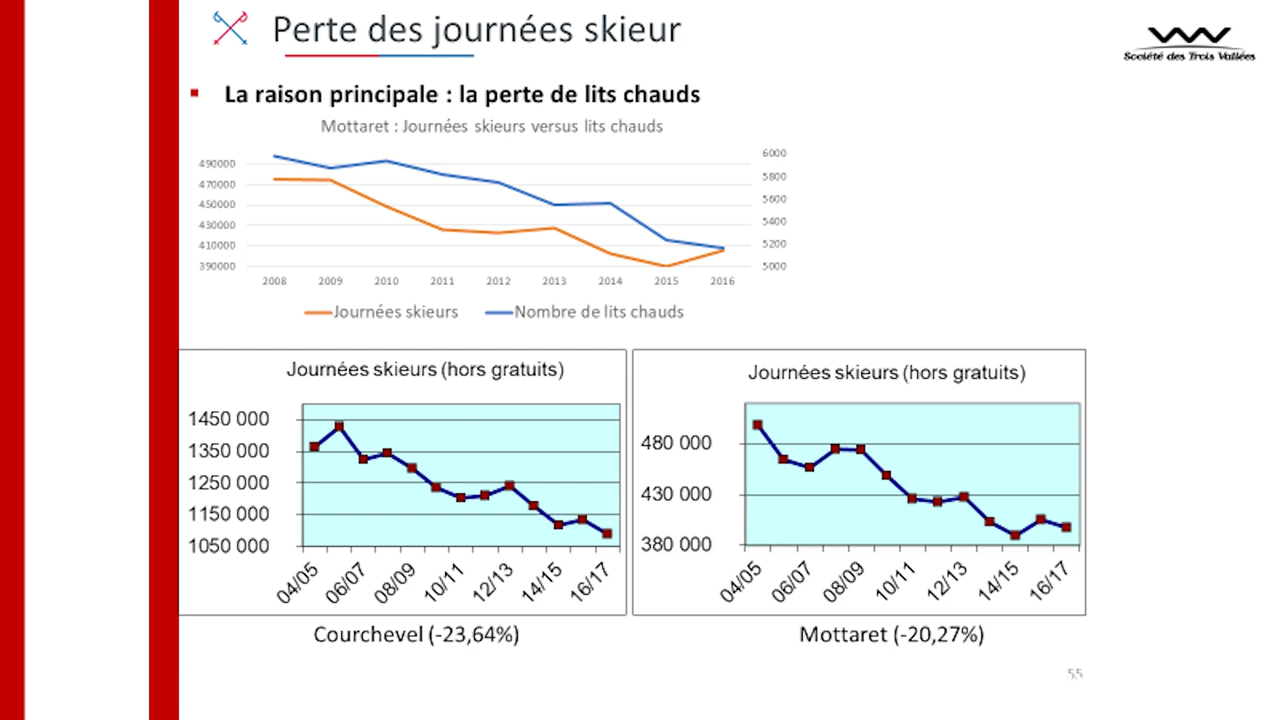 Perte des journées skieur
Société des Trois Vallées
La raison principale : la perte de lits chauds
Mottaret : Journées skieurs versus lits chauds
490000
470000
450000
430000
410000
390000
6000
5800
5600
5400
5200
5000
2008 2009 2010 2011 2012 2013 2014 2015 2016
Journées skieurs Nombre de lits chauds
Journées skieurs (hors gratuits)
1450 000
1350 000
1250 000
1150 000
1050 000
04/05 06/07 08/09 10/11 12/13 14/15 16/17
Courchevel (-23,64%)
Journées skieurs (hors gratuits)
480 000
430 000
380 000
04/05 06/07 08/09 10/11 12/13 14/15 16/17
Mottaret (-20,27%)
55